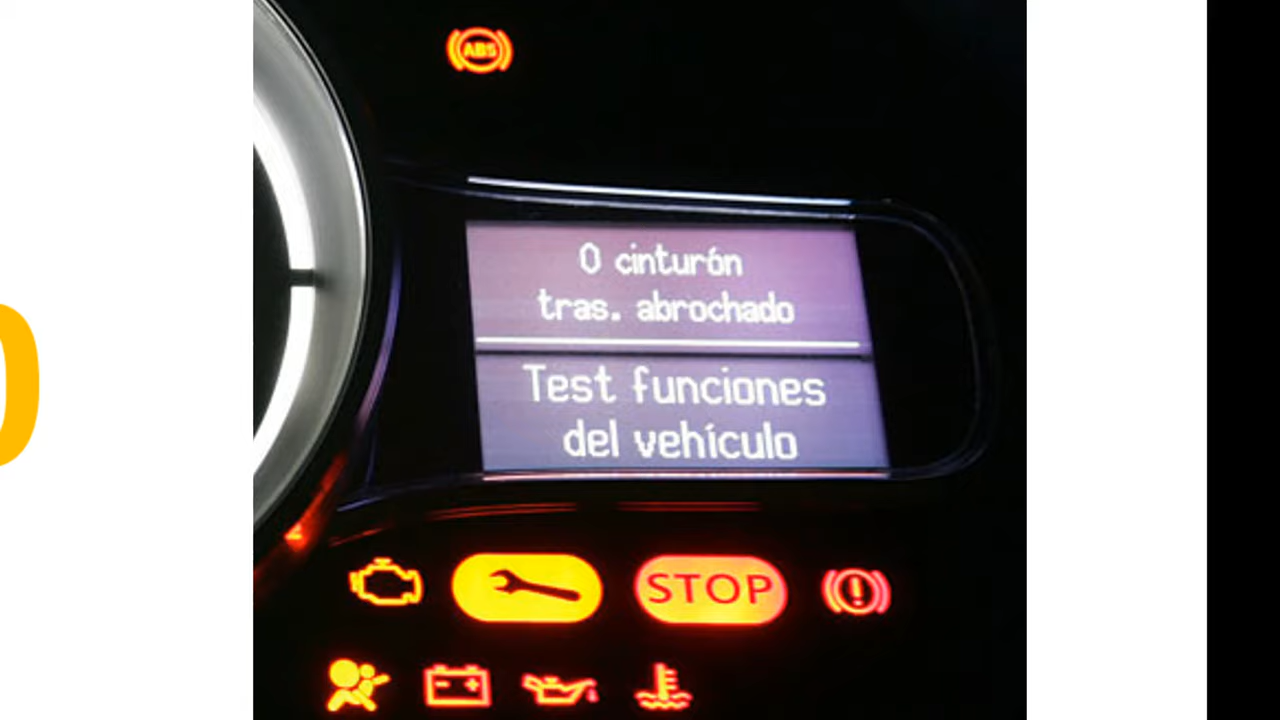 ABS
0 cinturón
tras. abrochado
Test funciones
del vehículo
STOP